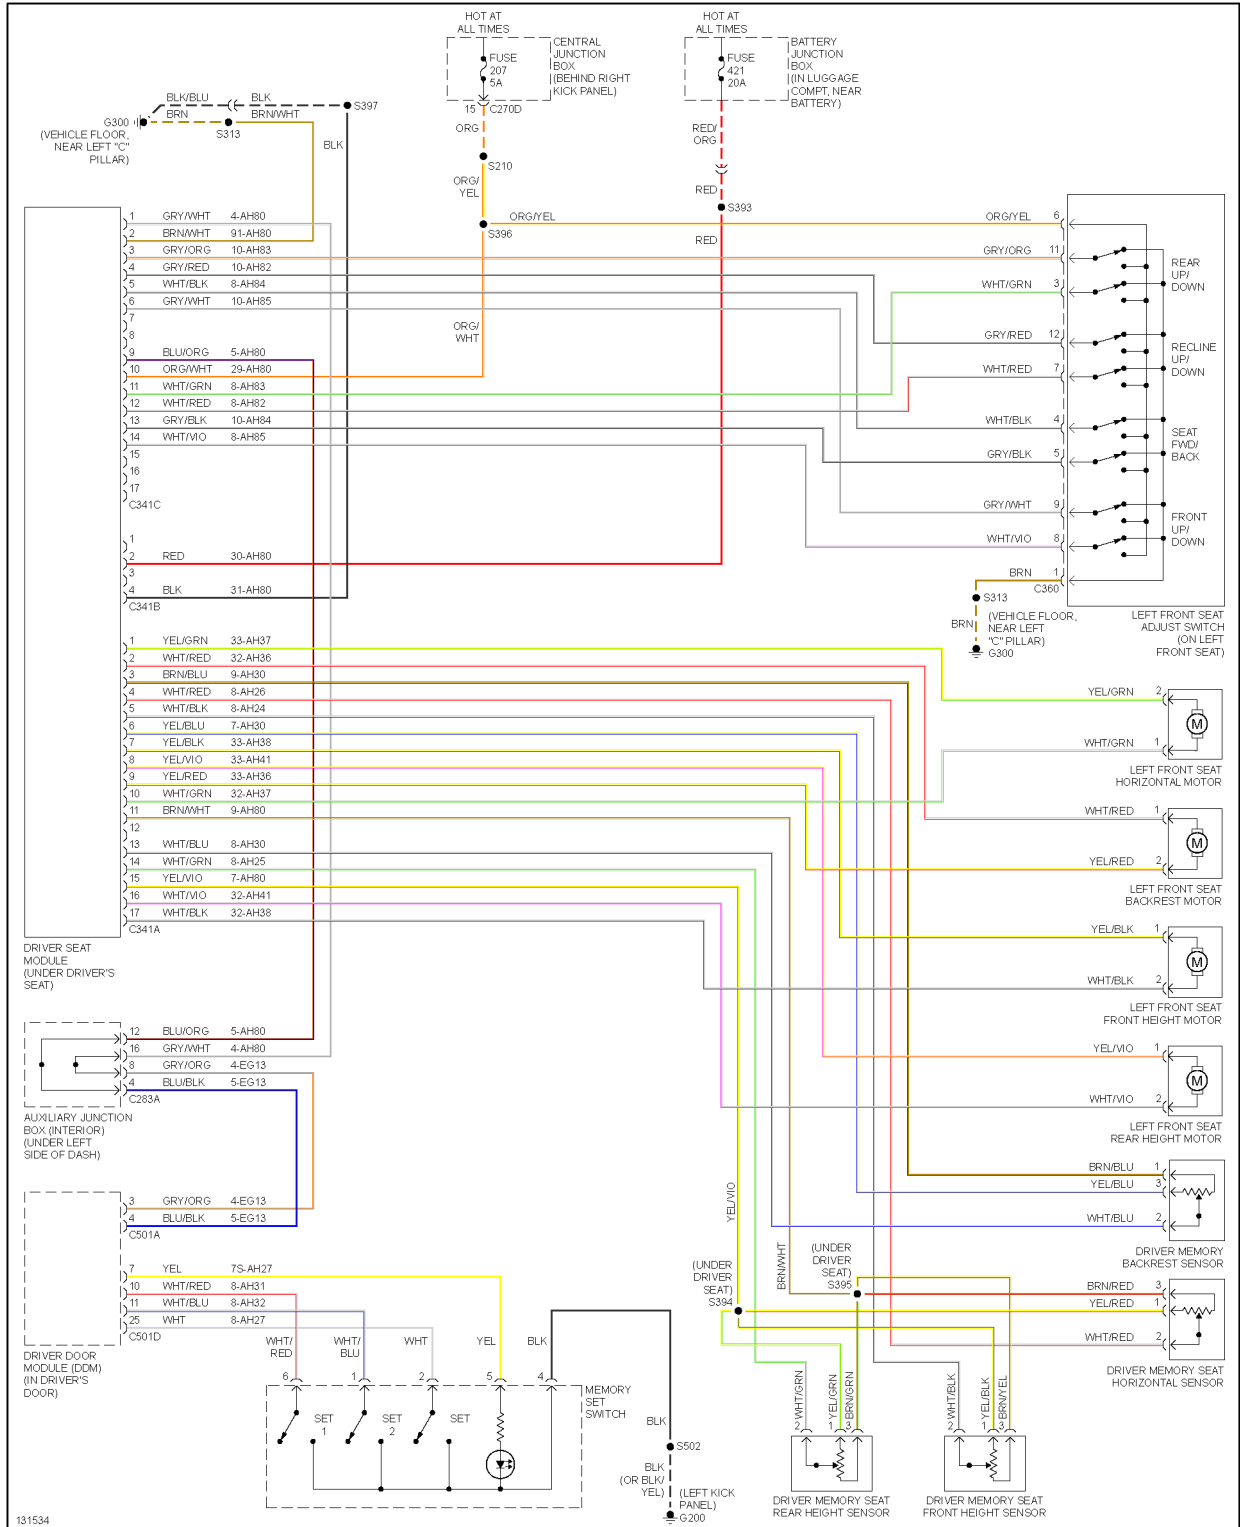 HOT AT
ALL TIMES
HOT AT
ALL TIMES
FUSE
207
5A
CENTRAL
JUNCTION
BOX
(BEHIND RIGHT
KICK PANEL)
FUSE
421
20A
BATTERY
JUNCTION
BOX
(IN LUGGAGE
COMPT, NEAR
BATTERY)
15 C270D
BLK/BLU
BLK
S397
BRN
BRN/WHT
G300
(VEHICLE FLOOR,
NEAR LEFT "C"
PILLAR)
S313
BLK
ORG
S210
ORG/
YEL
RED/
ORG
RED
S393
ORG/YEL
S396
RED
ORG/
WHT
1 GRY/WHT 4-AH80
2 BRN/WHT 91-AH80
3 GRY/ORG 10-AH83
4 GRY/RED 10-AH82
5 WHT/BLK 8-AH84
6 GRY/WHT 10-AH85
7
8
9 BLU/ORG 5-AH80
10 ORG/WHT 29-AH80
11 WHT/GRN 8-AH83
12 WHT/RED 8-AH82
13 GRY/BLK 10-AH84
14 WHT/VIO 8-AH85
15
16
17
C341C
1
2 RED 30-AH80
3
4 BLK 31-AH80
C341B
1 YEL/GRN 33-AH37
2 WHT/RED 32-AH36
3 BRN/BLU 9-AH30
4 WHT/RED 8-AH26
5 WHT/BLK 8-AH24
6 YEL/BLU 7-AH30
7 YEL/BLK 33-AH38
8 YEL/VIO 33-AH41
9 YEL/RED 33-AH36
10 WHT/GRN 32-AH37
11 BRN/WHT 9-AH80
12
13 WHT/BLU 8-AH30
14 WHT/GRN 8-AH25
15 YEL/VIO 7-AH80
16 WHT/VIO 32-AH41
17 WHT/BLK 32-AH38
C341A
DRIVER SEAT
MODULE
(UNDER DRIVER'S
SEAT)
ORG/YEL 6
GRY/ORG 11
WHT/GRN 3
GRY/RED 12
WHT/RED 7
WHT/BLK 4
GRY/BLK 5
GRY/WHT 9
WHT/VIO 8
BRN 1
C360
REAR
UP/
DOWN
RECLINE
UP/
DOWN
SEAT
FWD/
BACK
FRONT
UP/
DOWN
S313
BRN
(VEHICLE FLOOR,
NEAR LEFT
"C" PILLAR)
G300
LEFT FRONT SEAT
ADJUST SWITCH
(ON LEFT
FRONT SEAT)
YEL/GRN 2
M
WHT/GRN 1
LEFT FRONT SEAT
HORIZONTAL MOTOR
WHT/RED 1
M
YEL/RED 2
LEFT FRONT SEAT
BACKREST MOTOR
YEL/BLK 1
M
WHT/BLK 2
LEFT FRONT SEAT
FRONT HEIGHT MOTOR
YEL/VIO 1
M
WHT/VIO 2
LEFT FRONT SEAT
REAR HEIGHT MOTOR
BRN/BLU 1
YEL/BLU 3
WHT/BLU 2
DRIVER MEMORY
BACKREST SENSOR
BRN/RED 3
YEL/RED 1
WHT/RED 2
DRIVER MEMORY SEAT
HORIZONTAL SENSOR
12 BLU/ORG 5-AH80
16 GRY/WHT 4-AH80
8 GRY/ORG 4-EG13
4 BLU/BLK 5-EG13
C283A
AUXILIARY JUNCTION
BOX (INTERIOR)
(UNDER LEFT
SIDE OF DASH)
3 GRY/ORG 4-EG13
4 BLU/BLK 5-EG13
C501A
7 YEL 7S-AH27
10 WHT/RED 8-AH31
11 WHT/BLU 8-AH32
25 WHT 8-AH27
C501D
DRIVER DOOR
MODULE (DDM)
(IN DRIVER'S
DOOR)
WHT/
RED
WHT/
BLU
WHT
YEL
BLK
6 1 2 5 4
SET
1
SET
2
SET
MEMORY
SET
SWITCH
BLK
S502
BLK
(OR BLK/
YEL)
(LEFT KICK
PANEL)
G200
YEL/VIO
BRN/WHT
(UNDER
DRIVER
SEAT)
S394
(UNDER
DRIVER
SEAT)
S395
WHT/GRN
YEL/GRN
BRN/GRN
2 1 3
DRIVER MEMORY SEAT
REAR HEIGHT SENSOR
WHT/BLK
YEL/BLK
BRN/YEL
2 1 3
DRIVER MEMORY SEAT
FRONT HEIGHT SENSOR
131534